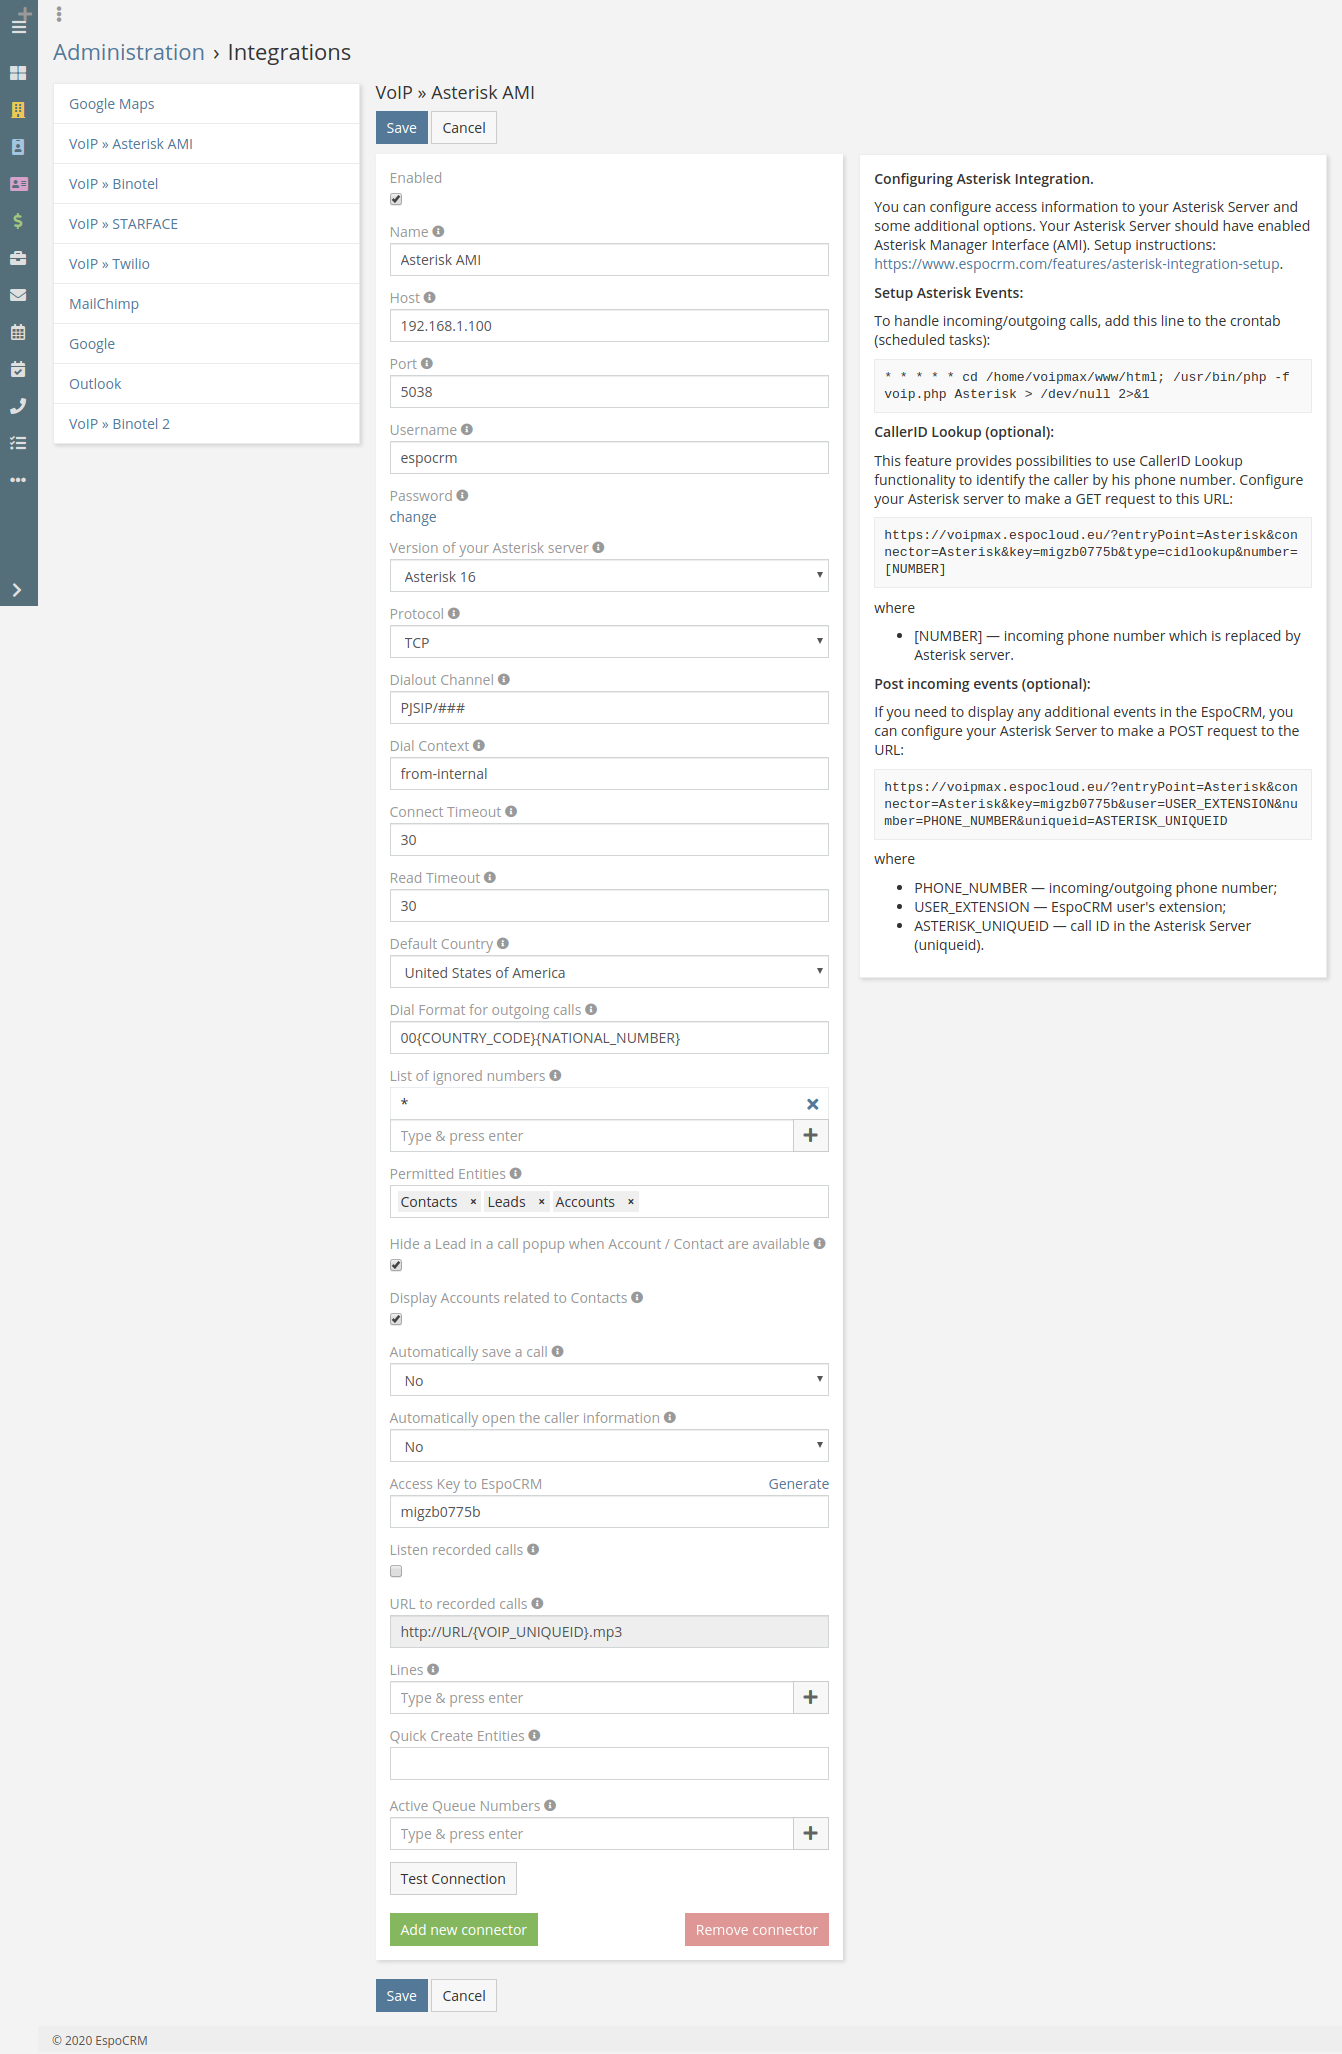 Administration › Integrations
Google Maps
VoIP » Asterisk AMI
VoIP » Binotel
VoIP » STARFACE
VoIP » Twilio
MailChimp
Google
Outlook
VoIP » Binotel 2
VoIP » Asterisk AMI
Save Cancel
Enabled
Name
Asterisk AMI
Host
192.168.1.100
Port
5038
Username
espocrm
Password
change
Version of your Asterisk server
Asterisk 16
Protocol
TCP
Dialout Channel
PJSIP/###
Dial Context
from-internal
Connect Timeout
30
Read Timeout
30
Default Country
United States of America
Dial Format for outgoing calls
00{COUNTRY_CODE}{NATIONAL_NUMBER}
List of ignored numbers
*
Type & press enter
Permitted Entities
Contacts × Leads × Accounts ×
Hide a Lead in a call popup when Account / Contact are available
Display Accounts related to Contacts
Automatically save a call
No
Automatically open the caller information
No
Access Key to EspoCRM Generate
migzb0775b
Listen recorded calls
URL to recorded calls
http://URL/{VOIP_UNIQUEID}.mp3
Lines
Type & press enter
Quick Create Entities
Active Queue Numbers
Type & press enter
Test Connection
Add new connector Remove connector
Save Cancel
Configuring Asterisk Integration.
You can configure access information to your Asterisk Server and
some additional options. Your Asterisk Server should have enabled
Asterisk Manager Interface (AMI). Setup instructions:
https://www.espocrm.com/features/asterisk-integration-setup.
Setup Asterisk Events:
To handle incoming/outgoing calls, add this line to the crontab
(scheduled tasks):
* * * * * cd /home/voipmax/www/html; /usr/bin/php -f
voip.php Asterisk > /dev/null 2>&1
CallerID Lookup (optional):
This feature provides possibilities to use CallerID Lookup
functionality to identify the caller by his phone number. Configure
your Asterisk server to make a GET request to this URL:
https://voipmax.espocloud.eu/?entryPoint=Asterisk&con
nector=Asterisk&key=migzb0775b&type=cidlookup&number=
[NUMBER]
where
• [NUMBER] — incoming phone number which is replaced by
Asterisk server.
Post incoming events (optional):
If you need to display any additional events in the EspoCRM, you
can configure your Asterisk Server to make a POST request to the
URL:
https://voipmax.espocloud.eu/?entryPoint=Asterisk&con
nector=Asterisk&key=migzb0775b&user=USER_EXTENSION&nu
mber=PHONE_NUMBER&uniqueid=ASTERISK_UNIQUEID
where
• PHONE_NUMBER — incoming/outgoing phone number;
• USER_EXTENSION — EspoCRM user's extension;
• ASTERISK_UNIQUEID — call ID in the Asterisk Server
(uniqueid).
© 2020 EspoCRM